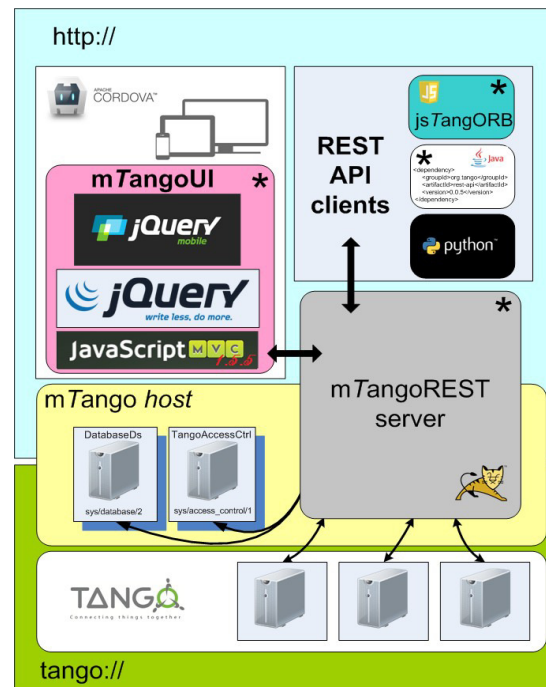 http://
APACHE
CORDOVA™
mTangoUI
*
jQuery
mobile
jQuery
write less, do more.
JavaScript MVC
1.5.5
REST
API
clients
JS
*
jsTangORB
*
Java
<dependency>
<groupId>org.tango</groupId>
<artifactId>rest-api</artifactId>
<version>0.0.5</version>
</dependency>
python™
*
mTangoREST
server
mTango host
DatabaseDs
sys/database/2
TangoAccessCtrl
sys/access_control/1
TANGO
Connecting things together
tango://